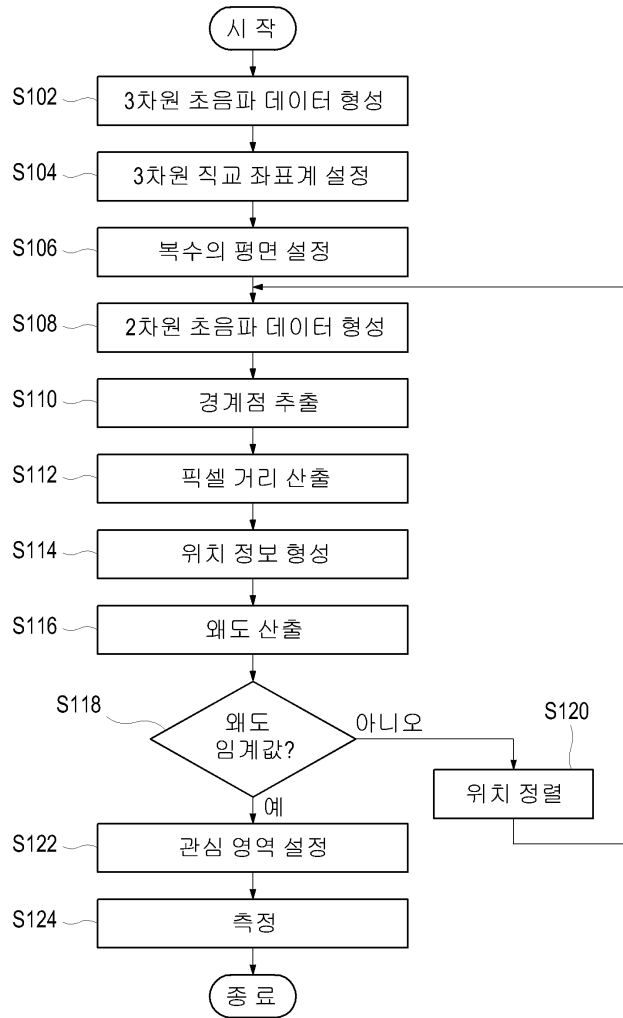 시 작
S102
3차원 초음파 데이터 형성
S104
3차원 직교 좌표계 설정
S106
복수의 평면 설정
S108
2차원 초음파 데이터 형성
S110
경계점 추출
S112
픽셀 거리 산출
S114
위치 정보 형성
S116
왜도 산출
S118
왜도
임계값?
아니오
S120
위치 정렬
예
S122
관심 영역 설정
S124
측정
종 료